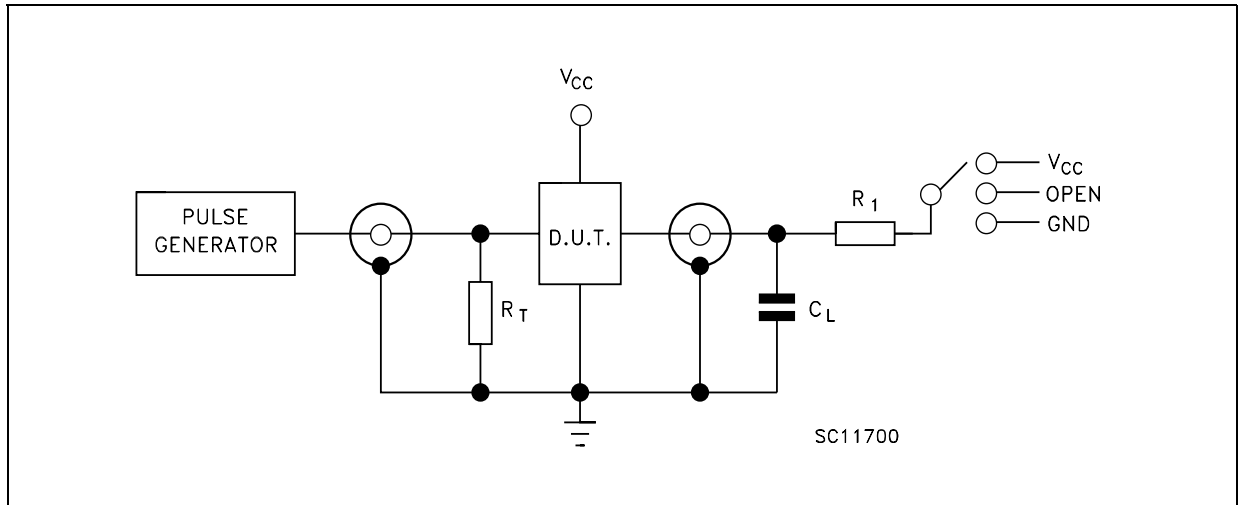 VCC
PULSE
GENERATOR
D.U.T.
RT
CL
R1
VCC
OPEN
GND
SC11700